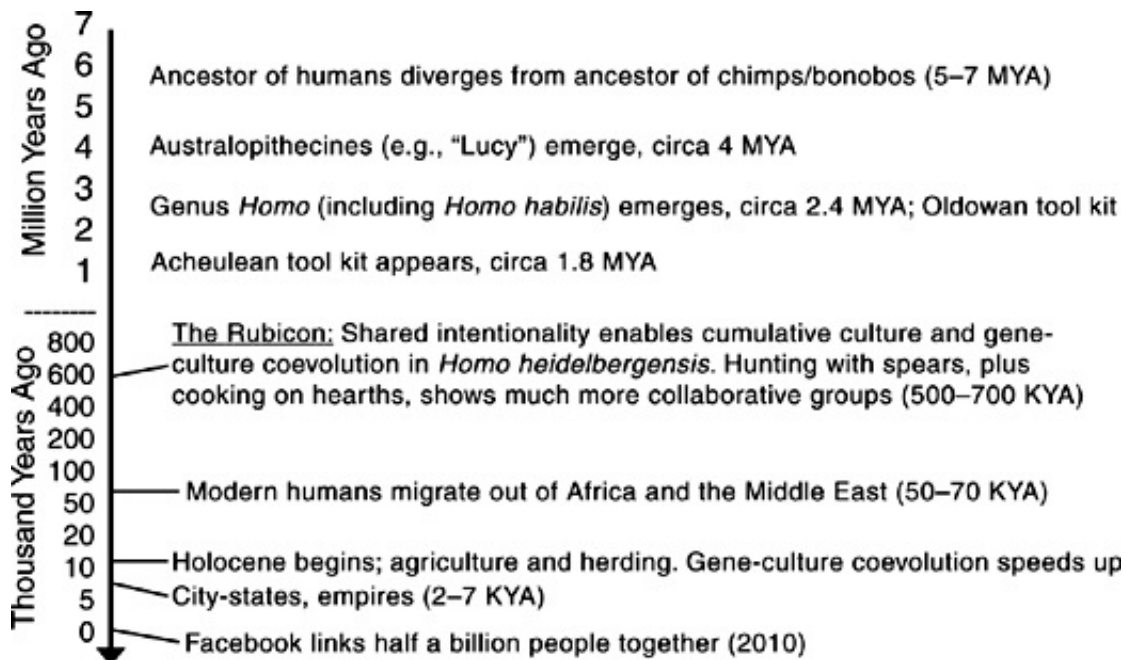 Million Years Ago
7
6
Ancestor of humans diverges from ancestor of chimps/bonobos (5–7 MYA)
5
4
Australopithecines (e.g., “Lucy”) emerge, circa 4 MYA
3
Genus Homo (including Homo habilis) emerges, circa 2.4 MYA; Oldowan tool kit
2
1
Acheulean tool kit appears, circa 1.8 MYA
Thousand Years Ago
800
The Rubicon: Shared intentionality enables cumulative culture and gene-
culture coevolution in Homo heidelbergensis. Hunting with spears, plus
600
cooking on hearths, shows much more collaborative groups (500–700 KYA)
400
200
100
Modern humans migrate out of Africa and the Middle East (50–70 KYA)
50
20
Holocene begins; agriculture and herding. Gene-culture coevolution speeds up
10
City-states, empires (2–7 KYA)
5
0
Facebook links half a billion people together (2010)